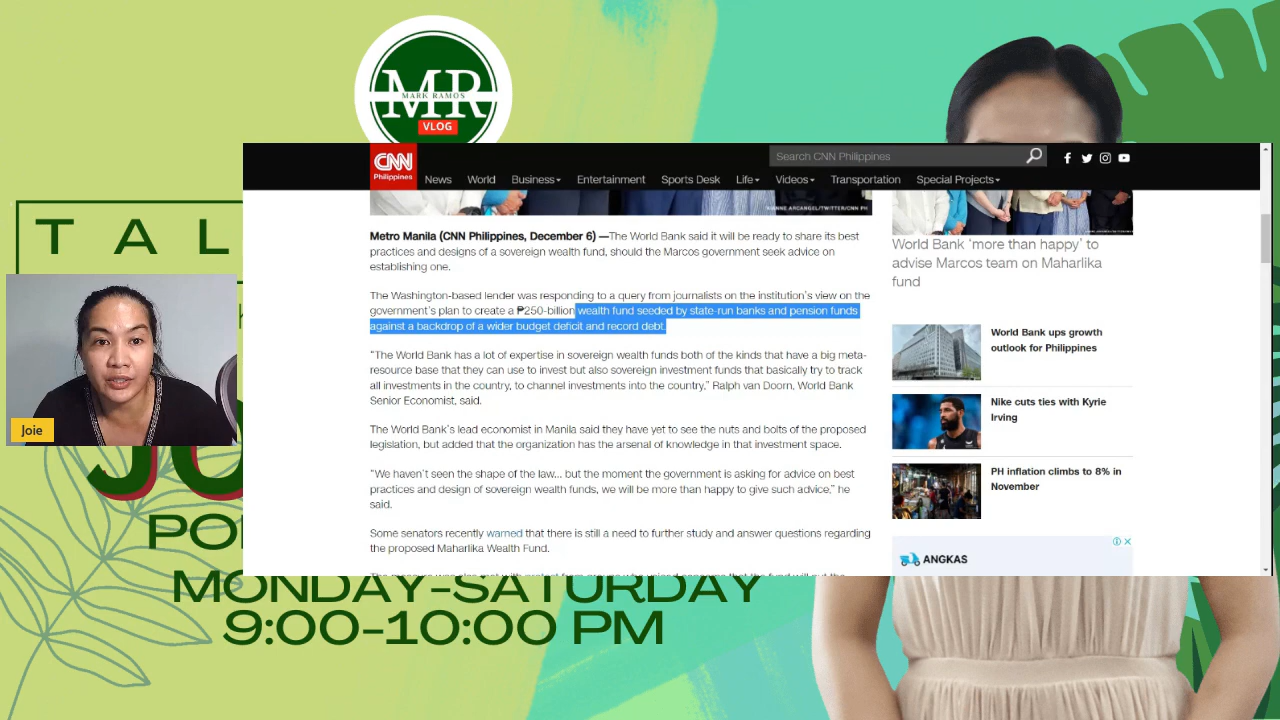 MR
MARK RAMOS
VLOG
CNN
Philippines
Search CNN Philippines
News World Business Entertainment Sports Desk Life Videos Transportation Special Projects
TAL
ANNE ARCANGEL/TWITTER/CNN PH
Metro Manila (CNN Philippines, December 6) —The World Bank said it will be ready to share its best
practices and designs of a sovereign wealth fund, should the Marcos government seek advice on
establishing one.
The Washington-based lender was responding to a query from journalists on the institution's view on the
government's plan to create a ₱250-billion wealth fund seeded by state-run banks and pension funds
against a backdrop of a wider budget deficit and record debt.
"The World Bank has a lot of expertise in sovereign wealth funds both of the kinds that have a big meta-
resource base that they can use to invest but also sovereign investment funds that basically try to track
all investments in the country, to channel investments into the country," Ralph van Doorn, World Bank
Senior Economist, said.
The World Bank's lead economist in Manila said they have yet to see the nuts and bolts of the proposed
legislation, but added that the organization has the arsenal of knowledge in that investment space.
"We haven't seen the shape of the law... but the moment the government is asking for advice on best
practices and design of sovereign wealth funds, we will be more than happy to give such advice," he
said.
Some senators recently warned that there is still a need to further study and answer questions regarding
the proposed Maharlika Wealth Fund.
World Bank 'more than happy' to
advise Marcos team on Maharlika
fund
World Bank ups growth
outlook for Philippines
Nike cuts ties with Kyrie
Irving
PH inflation climbs to 8% in
November
ANGKAS
Joie
JO
PO
MONDAY-SATURDAY
9:00-10:00 PM